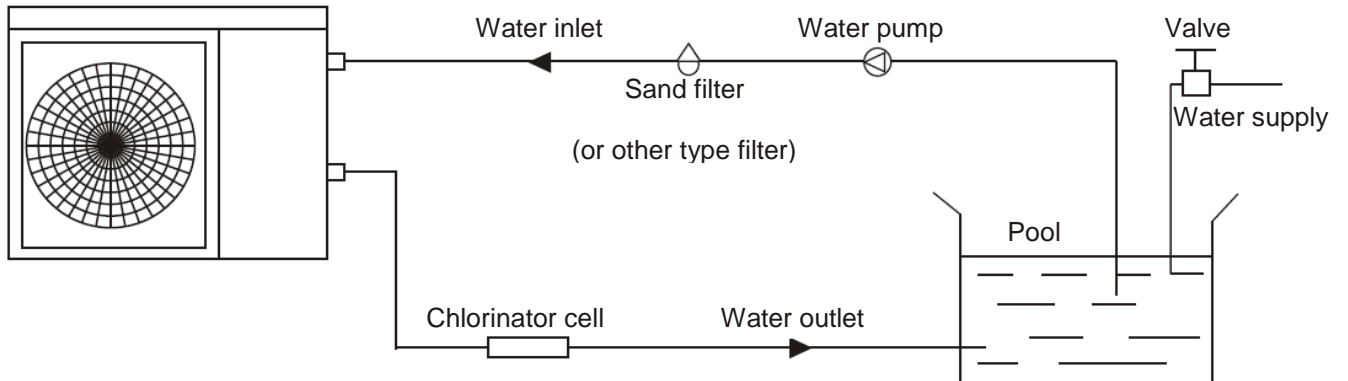 Water inlet
Water pump
Valve
Sand filter
Water supply
(or other type filter)
Pool
Chlorinator cell
Water outlet